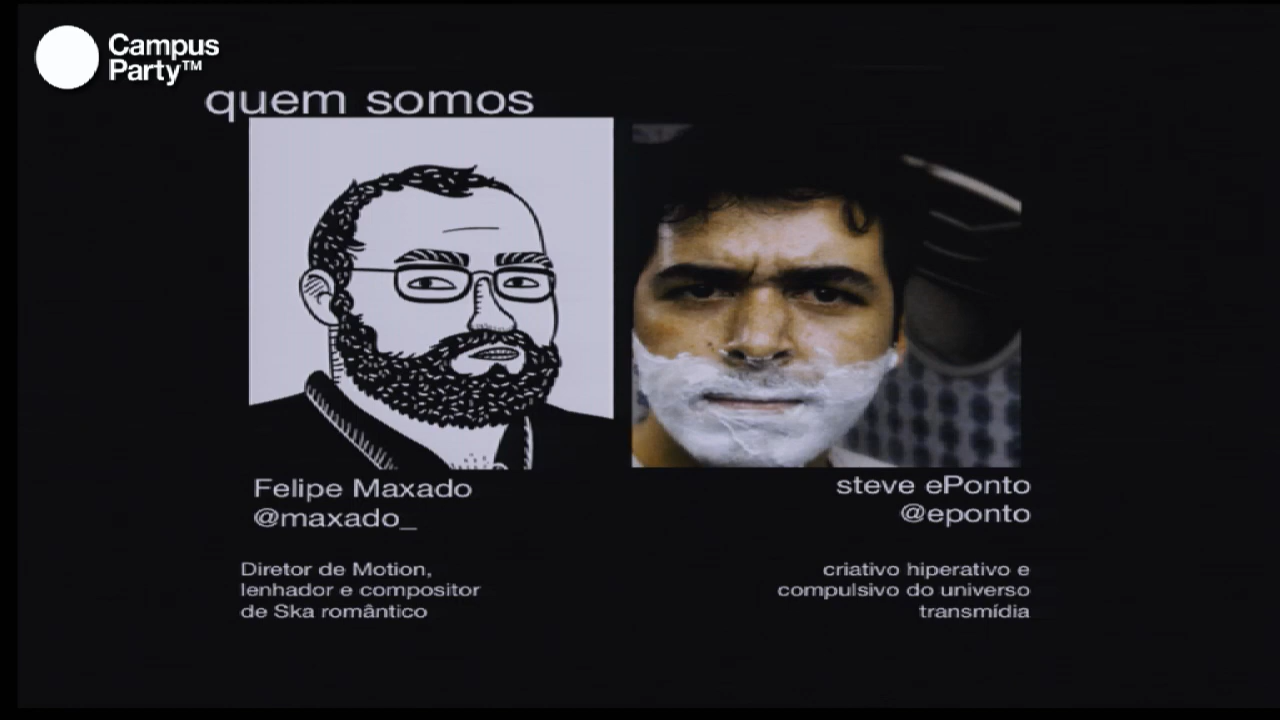 Campus
Party™
quem somos
Felipe Maxado
@maxado_
Diretor de Motion,
lenhador e compositor
de Ska romântico
steve ePonto
@eponto
criativo hiperativo e
compulsivo do universo
transmídia